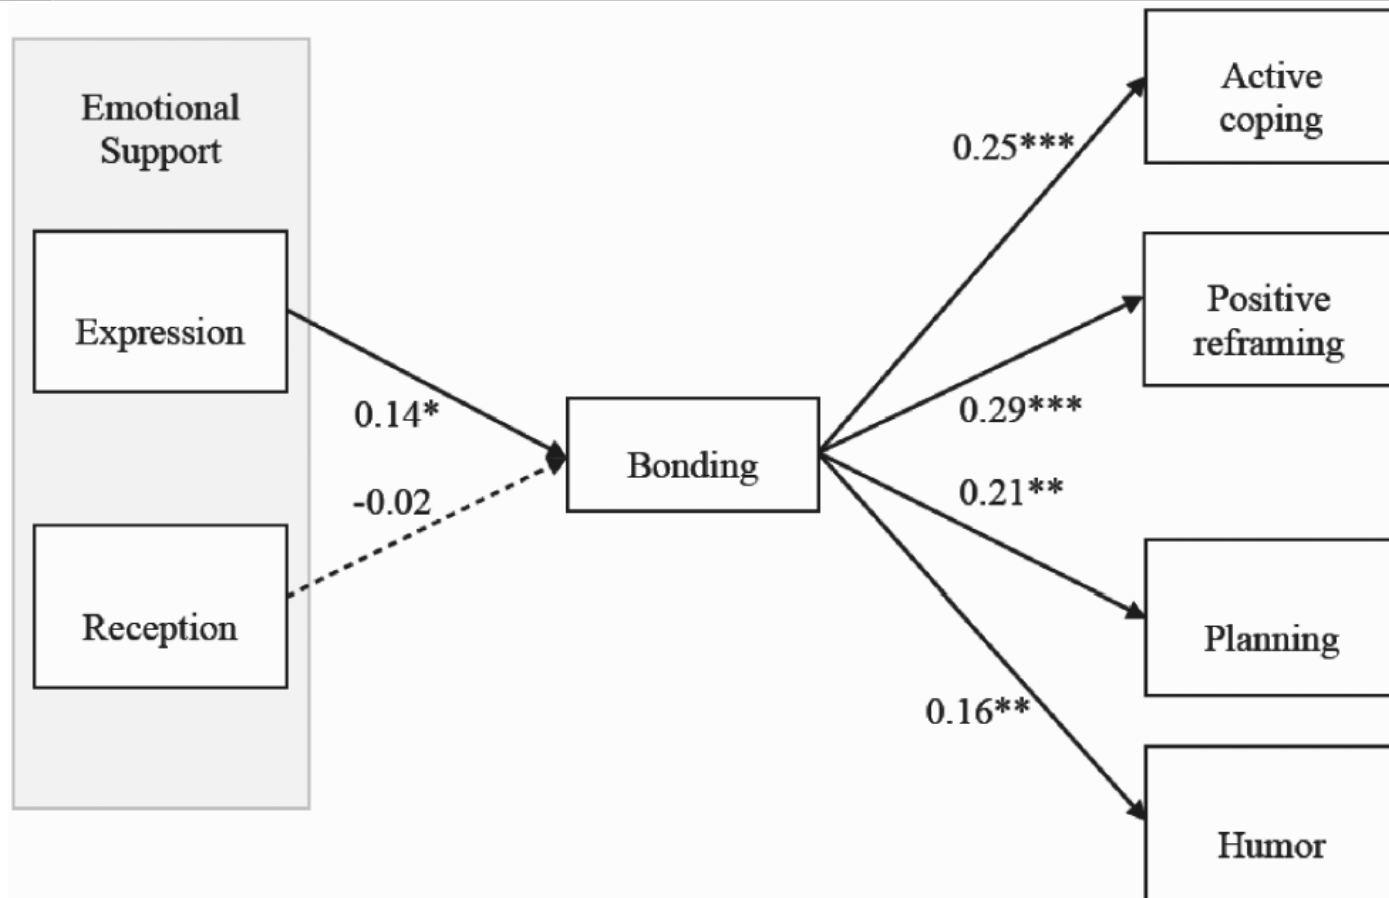 Emotional
Support
Expression
0.14*
-0.02
Reception
Bonding
0.25***
0.29***
0.21**
0.16**
Active
coping
Positive
reframing
Planning
Humor